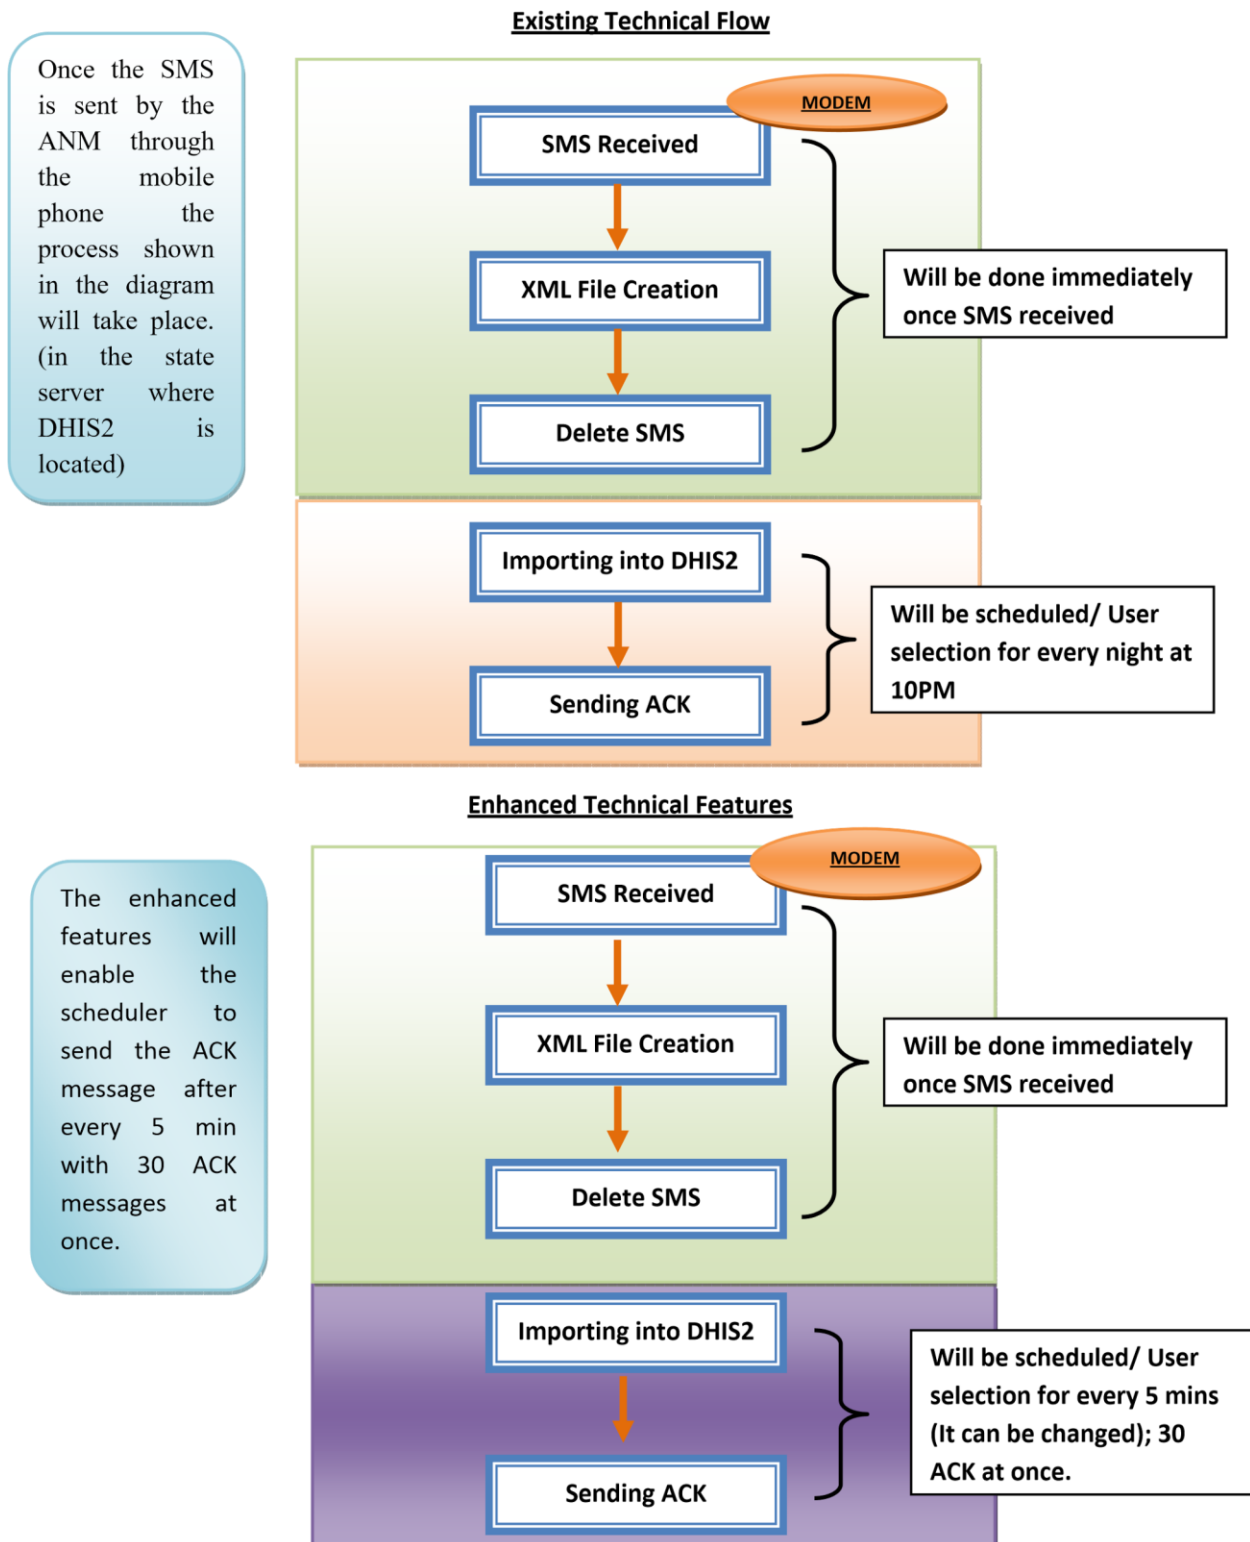 Existing Technical Flow
Once the SMS
is sent by the
ANM through
the mobile
phone the
process shown
in the diagram
will take place.
(in the state
server where
DHIS2 is
located)
MODEM
SMS Received
XML File Creation
Delete SMS
Will be done immediately
once SMS received
Importing into DHIS2
Sending ACK
Will be scheduled/ User
selection for every night at
10PM
Enhanced Technical Features
The enhanced
features will
enable the
scheduler to
send the ACK
message after
every 5 min
with 30 ACK
messages at
once.
MODEM
SMS Received
XML File Creation
Delete SMS
Will be done immediately
once SMS received
Importing into DHIS2
Sending ACK
Will be scheduled/ User
selection for every 5 mins
(It can be changed); 30
ACK at once.